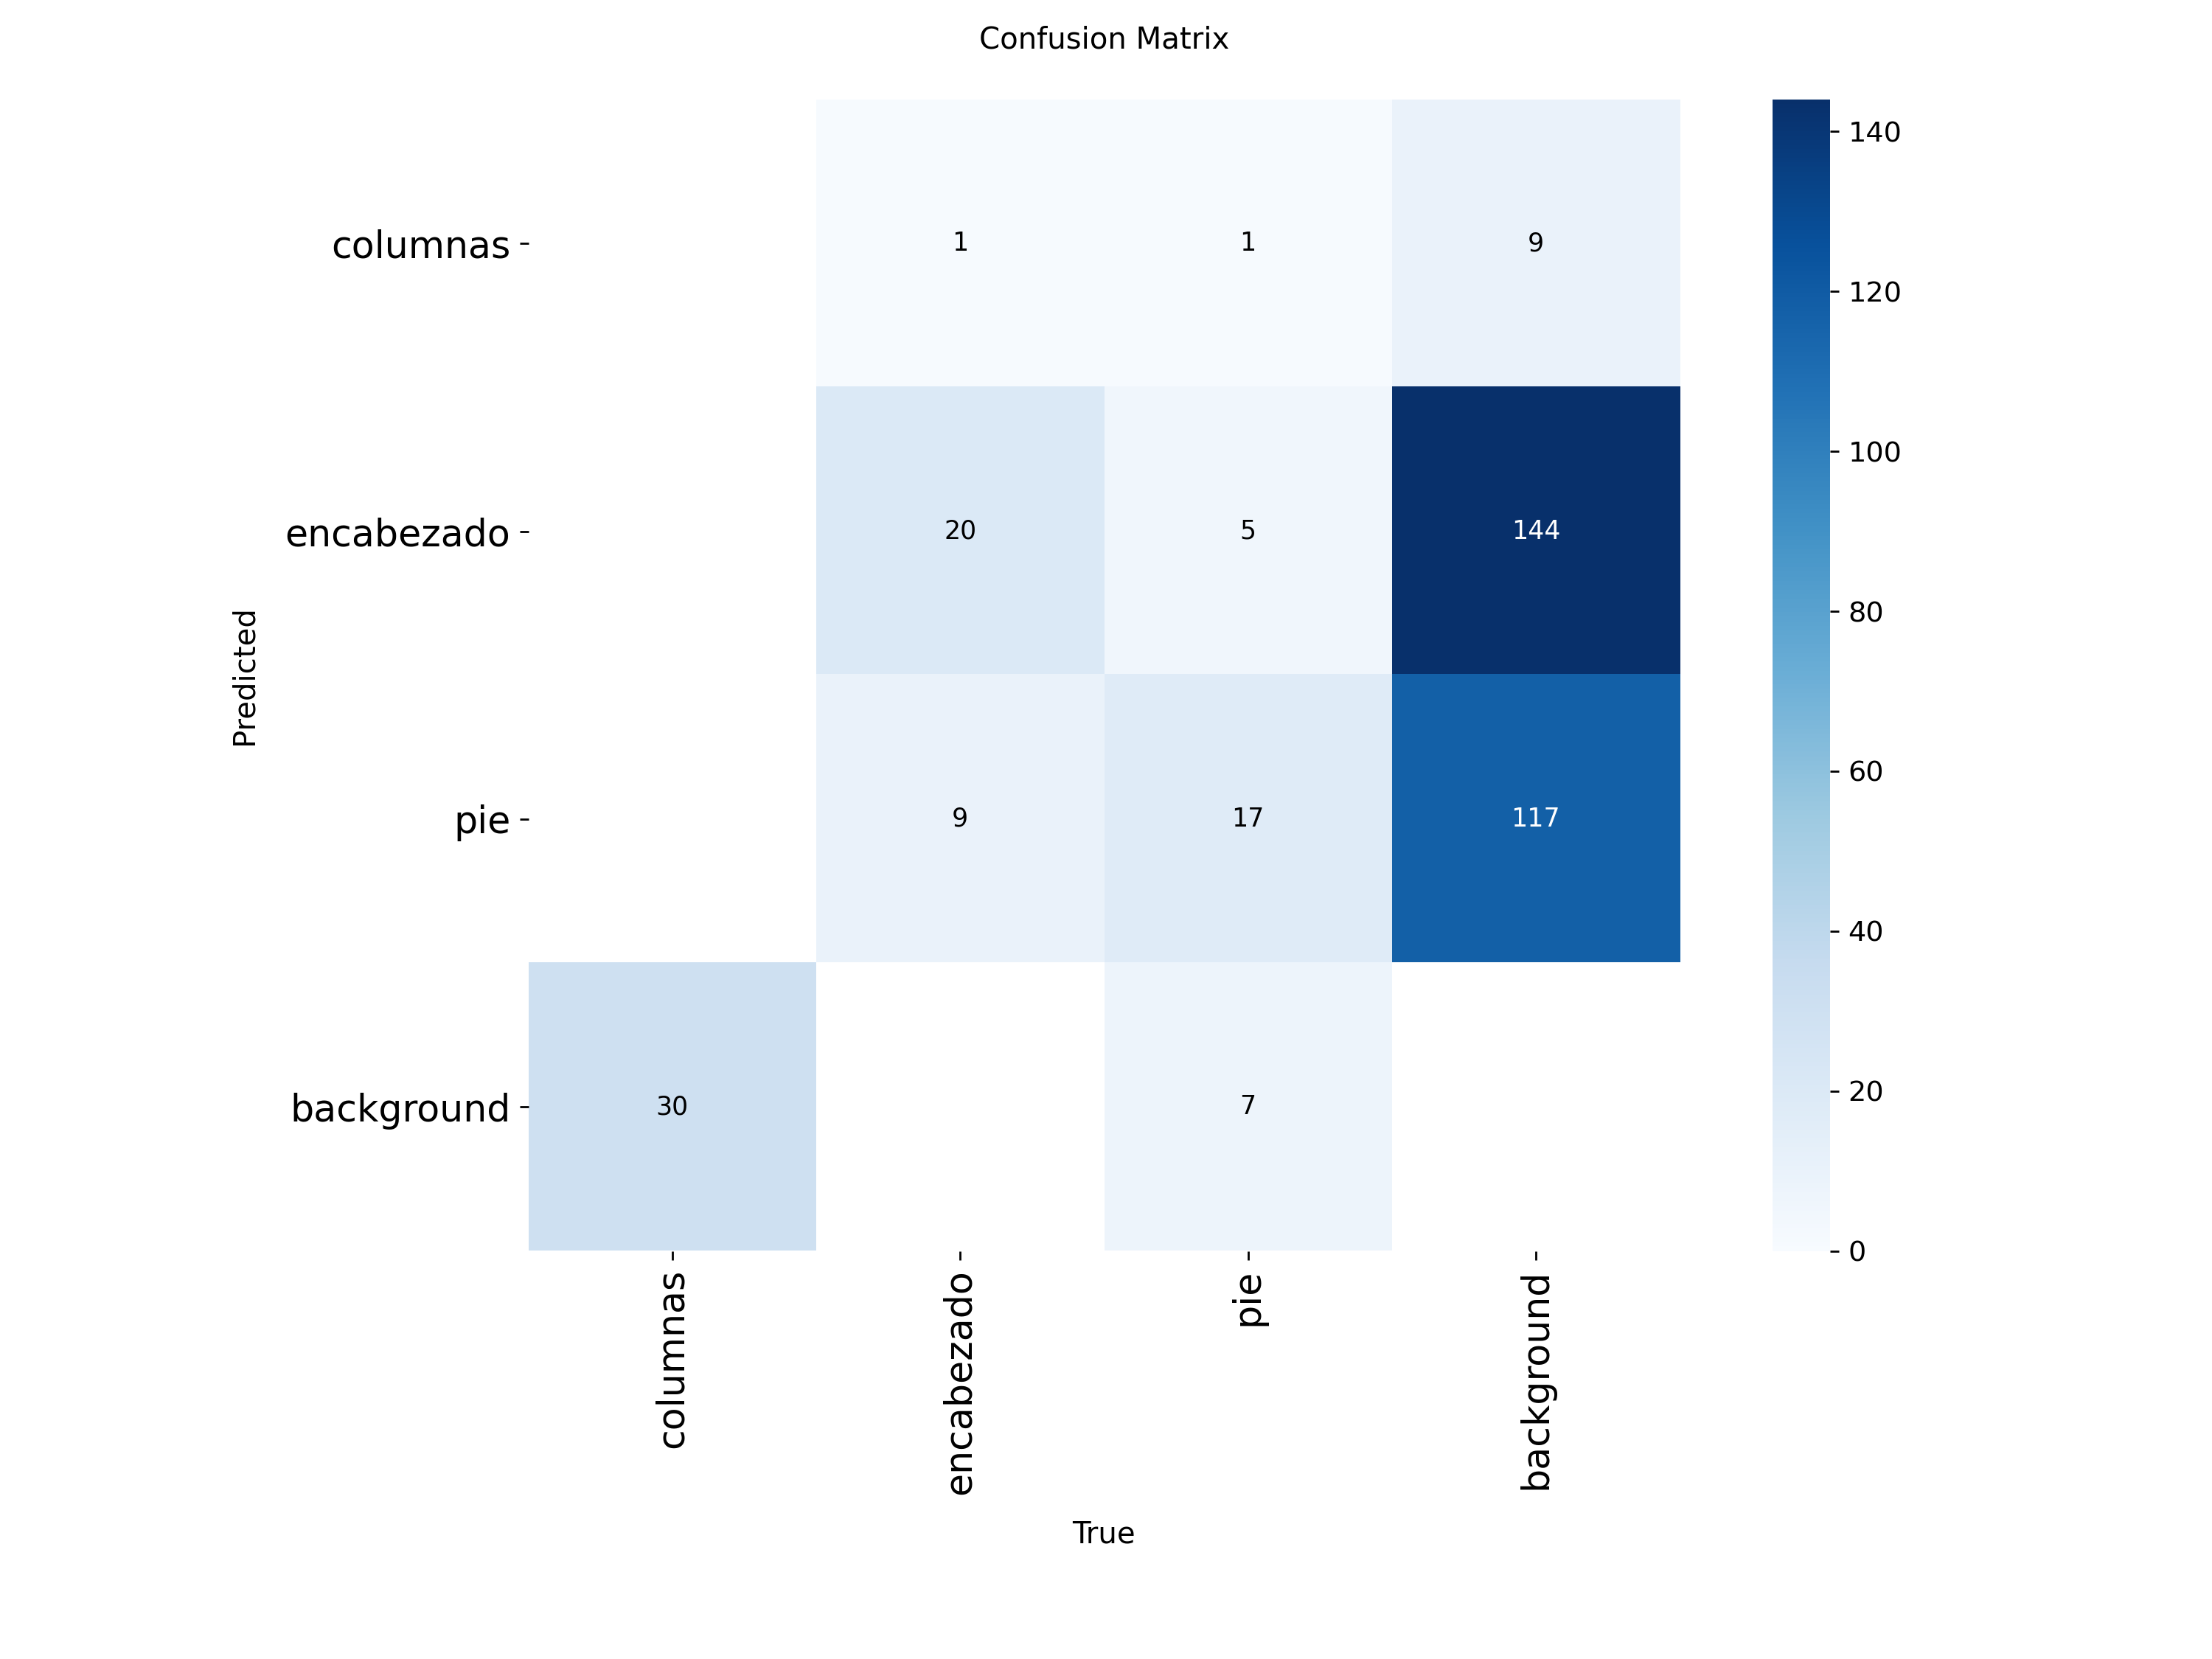 Confusion Matrix
140
columnas
1
1
9
120
100
encabezado
20
5
144
80
Predicted
60
pie
9
17
117
40
background
30
7
20
0
columnas
encabezado
pie
background
True